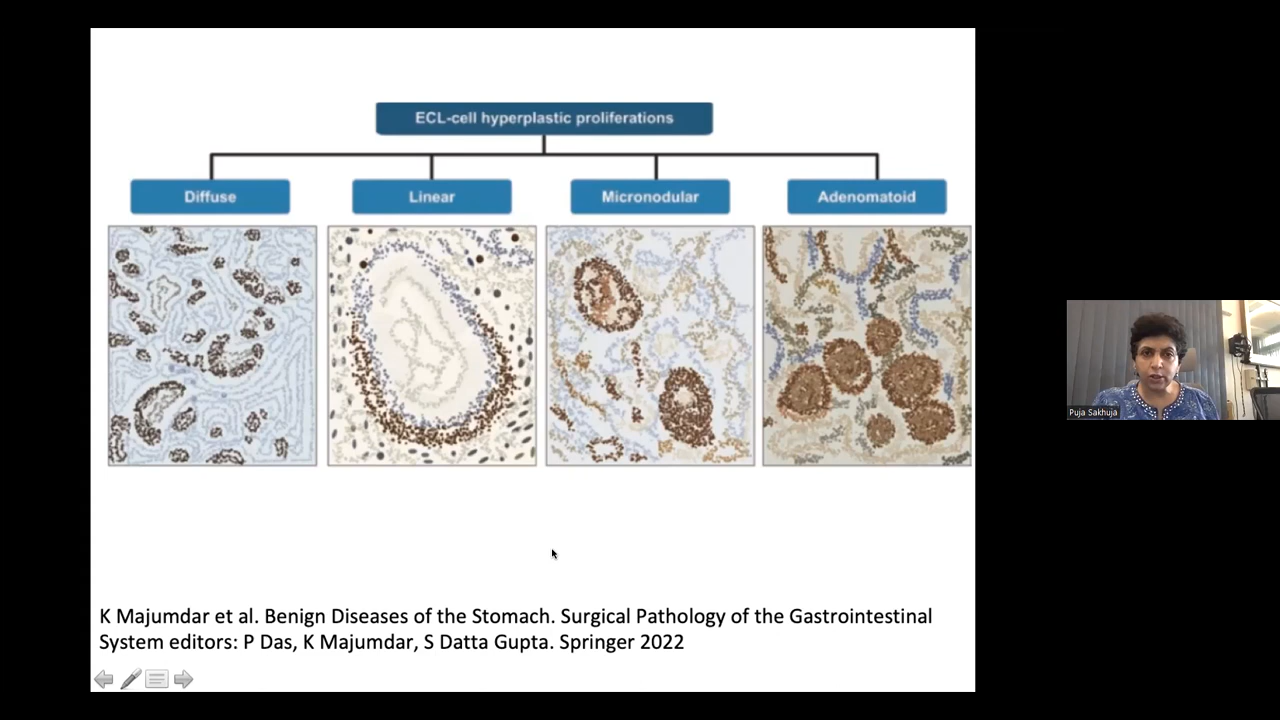 ECL-cell hyperplastic proliferations
Diffuse
Linear
Micronodular
Adenomatoid
Puja Sakhuja
K Majumdar et al. Benign Diseases of the Stomach. Surgical Pathology of the Gastrointestinal
System editors: P Das, K Majumdar, S Datta Gupta. Springer 2022